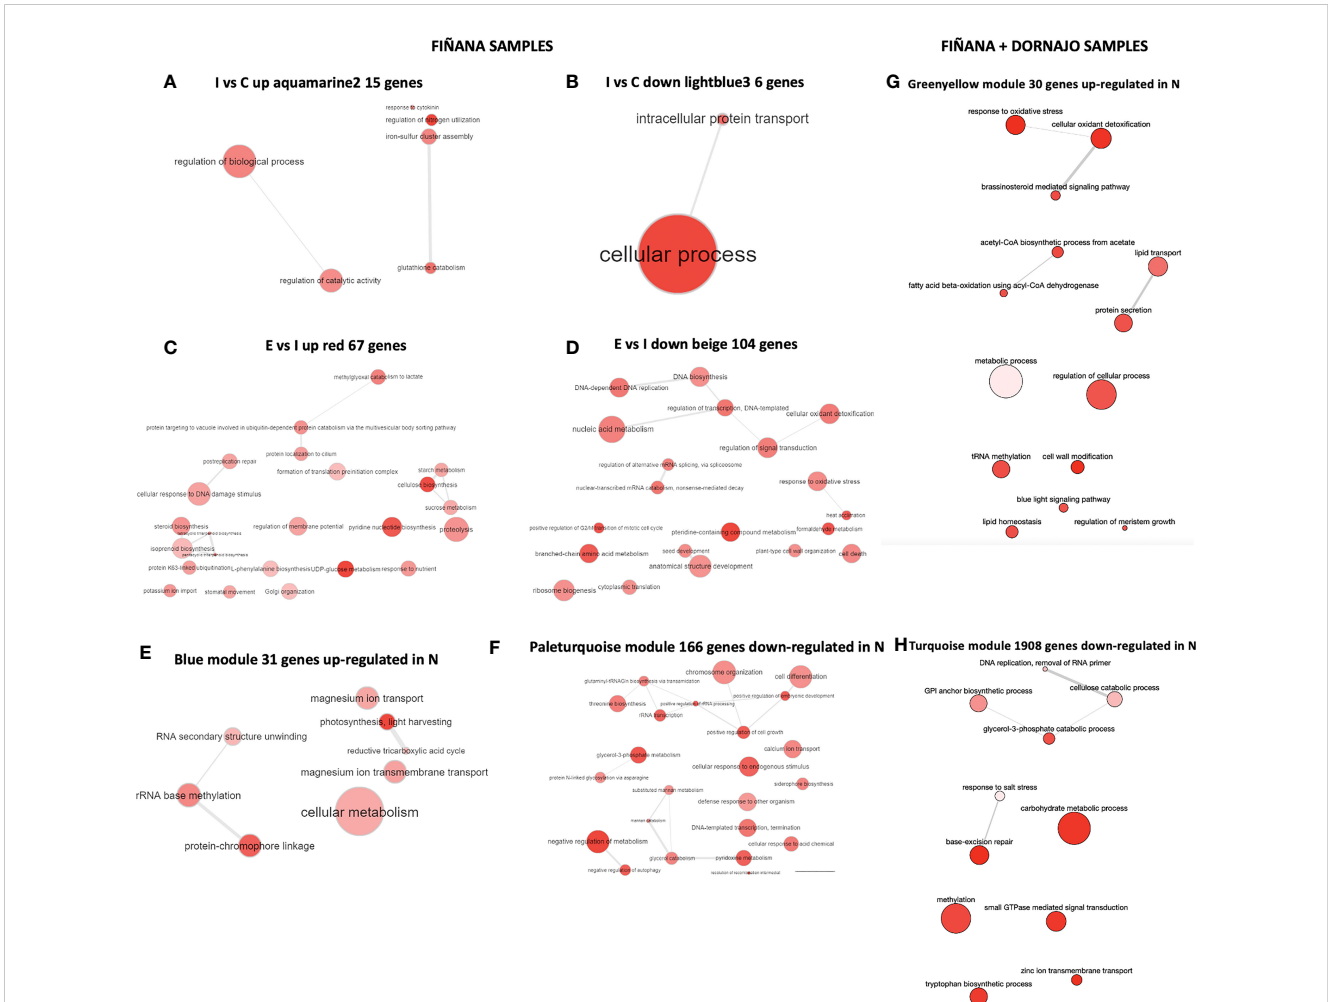 FIÑANA SAMPLES
FIÑANA + DORNAJO SAMPLES
A
I vs C up aquamarine2 15 genes
response to cytokinin
regulation of nitrogen utilization
iron-sulfur cluster assembly
regulation of biological process
glutathione catabolism
regulation of catalytic activity
B
I vs C down lightblue3 6 genes
intracellular protein transport
cellular process
G
Greenyellow module 30 genes up-regulated in N
response to oxidative stress
cellular oxidant detoxification
brassinosteroid mediated signaling pathway
acetyl-CoA biosynthetic process from acetate
lipid transport
fatty acid beta-oxidation using acyl-CoA dehydrogenase
protein secretion
metabolic process
regulation of cellular process
tRNA methylation
cell wall modification
blue light signaling pathway
lipid homeostasis
regulation of meristem growth
C
E vs I up red 67 genes
methylglyoxal catabolism to lactate
protein targeting to vacuole involved in ubiquitin-dependent protein catabolism via the multivesicular body sorting pathway
protein localization to cilium
postreplication repair
formation of translation preinitiation complex
starch metabolism
cellulose biosynthesis
cellular response to DNA damage stimulus
sucrose metabolism
steroid biosynthesis
regulation of membrane potential
pyridine nucleotide biosynthesis
proteolysis
isoprenoid biosynthesis
protein K63-linked ubiquitination
L-phenylalanine biosynthesis
UDP-glucose metabolism
response to nutrient
potassium ion import
stomatal movement
Golgi organization
D
E vs I down beige 104 genes
DNA biosynthesis
DNA-dependent DNA replication
regulation of transcription, DNA-templated
cellular oxidant detoxification
nucleic acid metabolism
regulation of signal transduction
regulation of alternative mRNA splicing, via spliceosome
response to oxidative stress
nuclear-transcribed mRNA catabolism, nonsense-mediated decay
heat acclimation
positive regulation of G2/M transition of mitotic cell cycle
pteridine-containing compound metabolism
formaldehyde metabolism
branched-chain amino acid metabolism
seed development
plant-type cell wall organization
cell death
anatomical structure development
ribosome biogenesis
cytoplasmic translation
E
Blue module 31 genes up-regulated in N
magnesium ion transport
photosynthesis, light harvesting
RNA secondary structure unwinding
reductive tricarboxylic acid cycle
magnesium ion transmembrane transport
rRNA base methylation
cellular metabolism
protein-chromophore linkage
F
Paleturquoise module 166 genes down-regulated in N
chromosome organization
cell differentiation
glutaminyl-tRNAGln biosynthesis via transamidation
positive regulation of embryonic development
threonine biosynthesis
positive regulation of rRNA processing
rRNA transcription
positive regulation of cell growth
calcium ion transport
glycerol-3-phosphate metabolism
cellular response to endogenous stimulus
protein N-linked glycosylation via asparagine
siderophore biosynthesis
substituted mannan metabolism
defense response to other organism
mannan catabolism
DNA-templated transcription, termination
negative regulation of metabolism
cellular response to acid chemical
glycerol catabolism
pyridoxine metabolism
negative regulation of autophagy
H
Turquoise module 1908 genes down-regulated in N
DNA replication, removal of RNA primer
GPI anchor biosynthetic process
cellulose catabolic process
glycerol-3-phosphate catabolic process
response to salt stress
carbohydrate metabolic process
base-excision repair
methylation
small GTPase mediated signal transduction
zinc ion transmembrane transport
tryptophan biosynthetic process